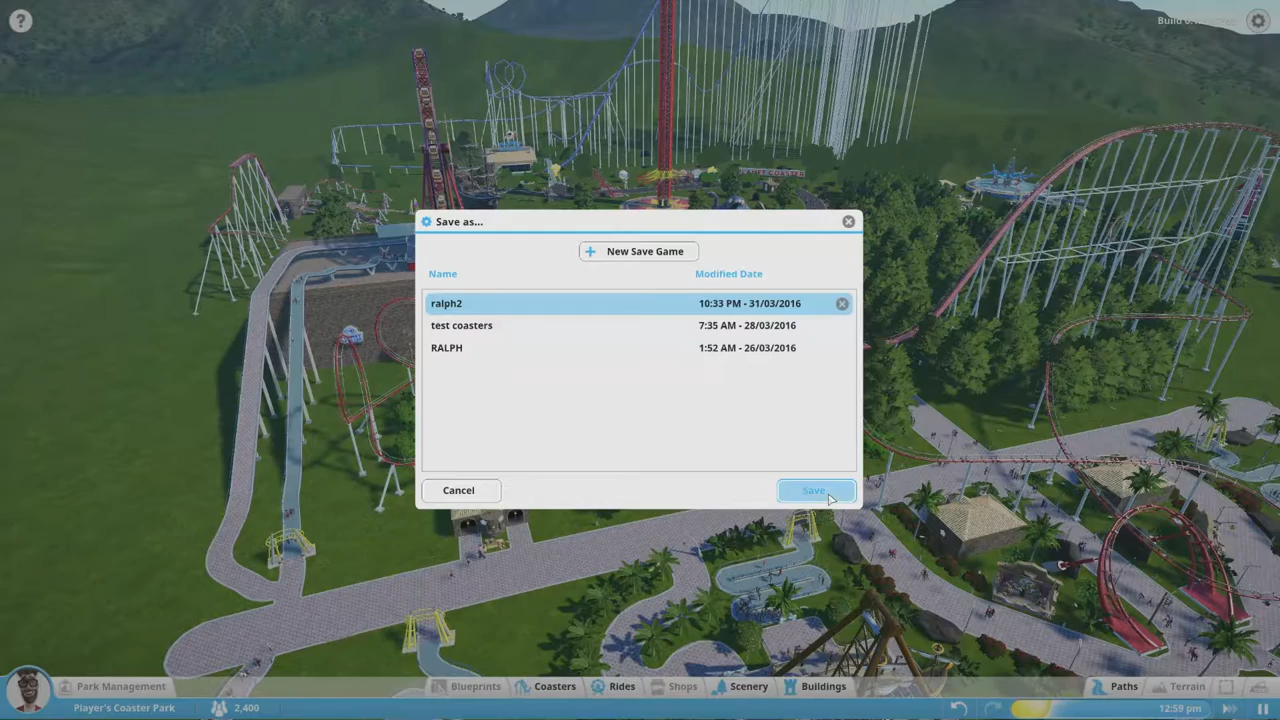 ?
Build
Save as...
New Save Game
Name Modified Date
ralph2 10:33 PM - 31/03/2016
test coasters 7:35 AM - 28/03/2016
RALPH 1:52 AM - 26/03/2016
Cancel Save
Park Management Blueprints Coasters Rides Shops Scenery Buildings Paths Terrain
Player's Coaster Park 2,400 12:59 pm